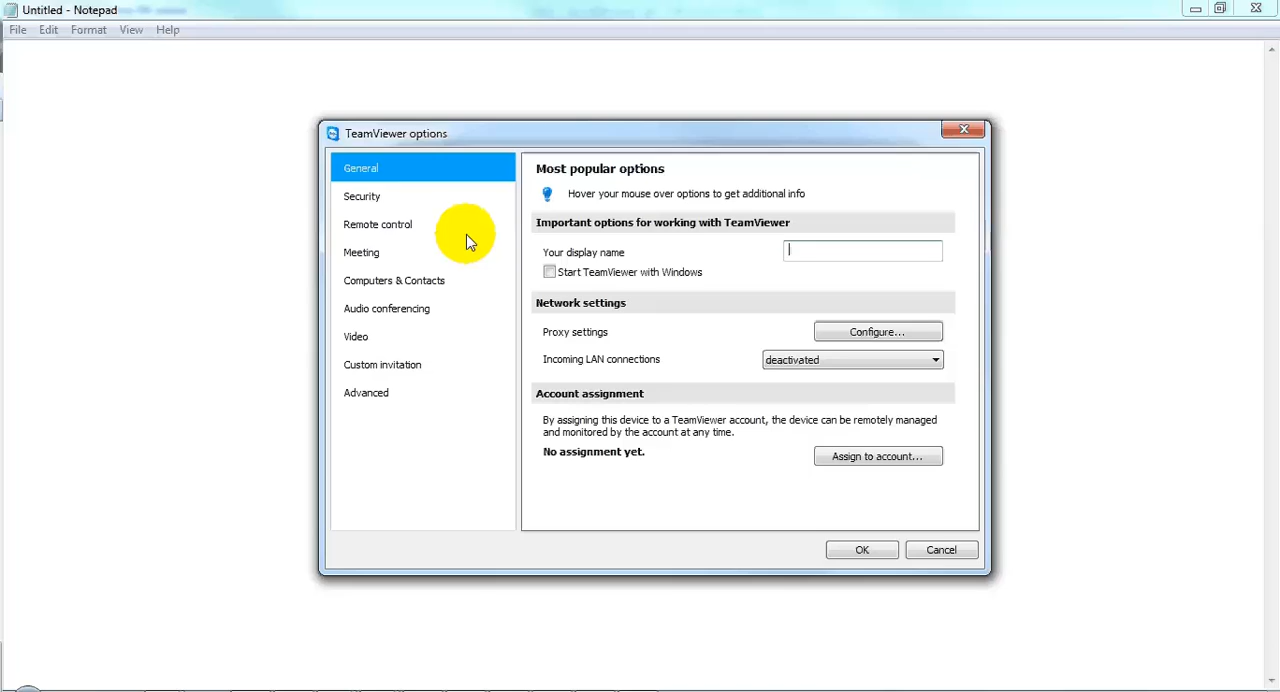 Untitled - Notepad
File Edit Format View Help
TeamViewer options
General
Security
Remote control
Meeting
Computers & Contacts
Audio conferencing
Video
Custom invitation
Advanced
Most popular options
Hover your mouse over options to get additional info
Important options for working with TeamViewer
Your display name
Start TeamViewer with Windows
Network settings
Proxy settings Configure...
Incoming LAN connections deactivated
Account assignment
By assigning this device to a TeamViewer account, the device can be remotely managed
and monitored by the account at any time.
No assignment yet.
Assign to account...
OK Cancel